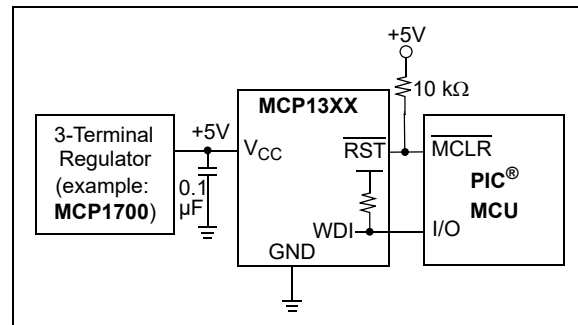 +5V
10 kΩ
MCP13XX
+5V
3-Terminal
Regulator
(example:
MCP1700)
0.1
µF
VCC
RST
MCLR
PIC®
MCU
WDI
I/O
GND